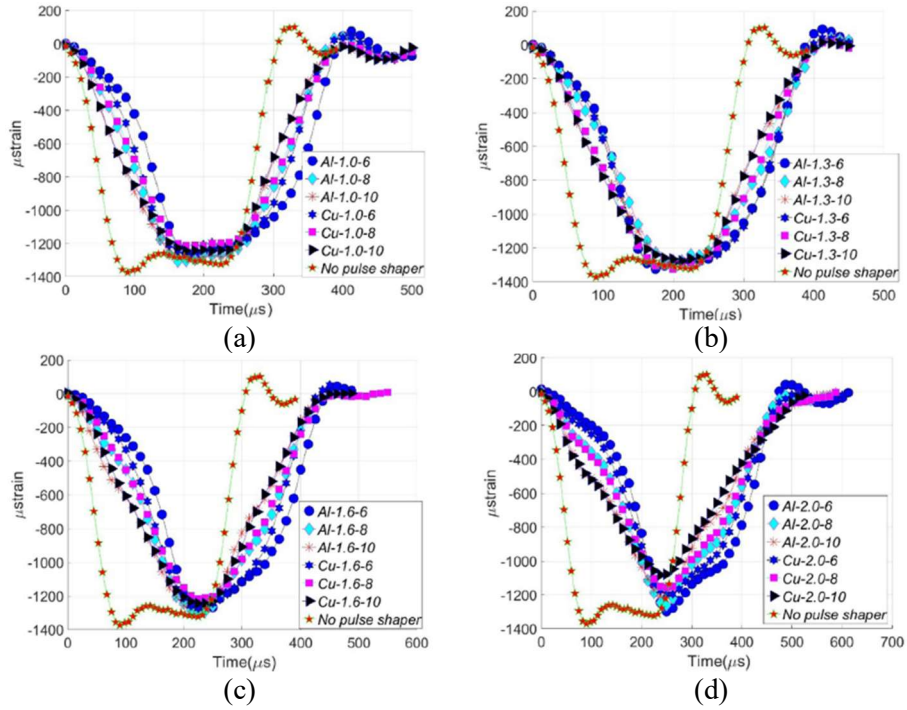 200
0
-200
-400
-600
-800
-1000
-1200
-1400
μstrain
Al-1.0-6
Al-1.0-8
Al-1.0-10
Cu-1.0-6
Cu-1.0-8
Cu-1.0-10
No pulse shaper
0 100 200 300 400 500
Time(μs)
(a)
200
0
-200
-400
-600
-800
-1000
-1200
-1400
μstrain
Al-1.3-6
Al-1.3-8
Al-1.3-10
Cu-1.3-6
Cu-1.3-8
Cu-1.3-10
No pulse shaper
0 100 200 300 400 500
Time(μs)
(b)
200
0
-200
-400
-600
-800
-1000
-1200
-1400
μstrain
Al-1.6-6
Al-1.6-8
Al-1.6-10
Cu-1.6-6
Cu-1.6-8
Cu-1.6-10
No pulse shaper
0 100 200 300 400 500 600
Time(μs)
(c)
200
0
-200
-400
-600
-800
-1000
-1200
-1400
μstrain
Al-2.0-6
Al-2.0-8
Al-2.0-10
Cu-2.0-6
Cu-2.0-8
Cu-2.0-10
No pulse shaper
0 100 200 300 400 500 600 700
Time(μs)
(d)